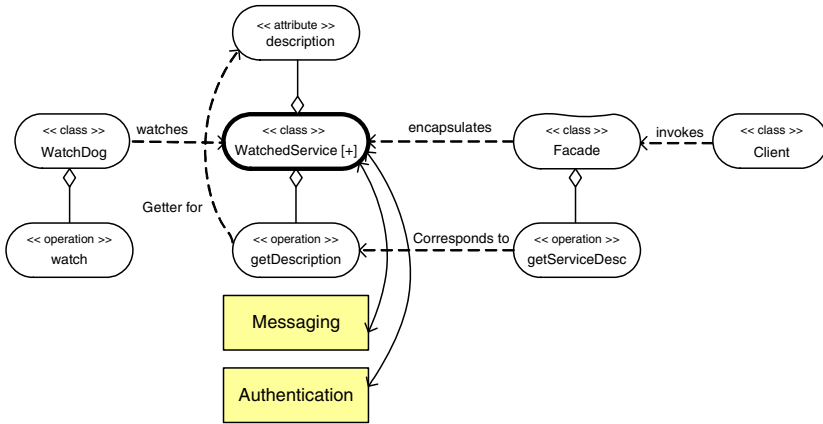 << attribute >>
description
<< class >>
WatchDog
watches
<< class >>
WatchedService [+]
encapsulates
<< class >>
Facade
invokes
<< class >>
Client
Getter for
<< operation >>
watch
<< operation >>
getDescription
Corresponds to
<< operation >>
getServiceDesc
Messaging
Authentication